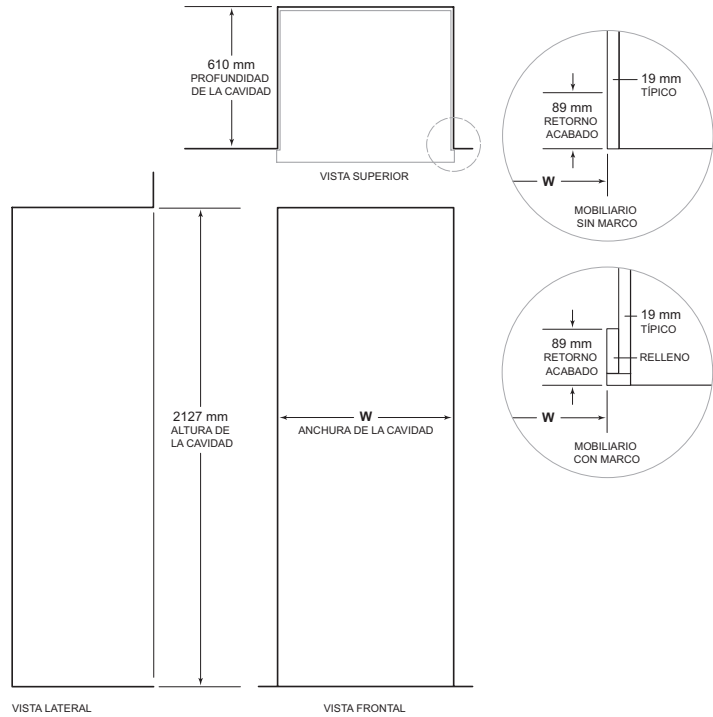 610 mm
PROFUNDIDAD
DE LA CAVIDAD
VISTA SUPERIOR
19 mm
TÍPICO
89 mm
RETORNO
ACABADO
W
MOBILIARIO
SIN MARCO
19 mm
TÍPICO
89 mm
RETORNO
ACABADO
RELLENO
W
MOBILIARIO
CON MARCO
2127 mm
ALTURA DE
LA CAVIDAD
W
ANCHURA DE LA CAVIDAD
VISTA LATERAL
VISTA FRONTAL